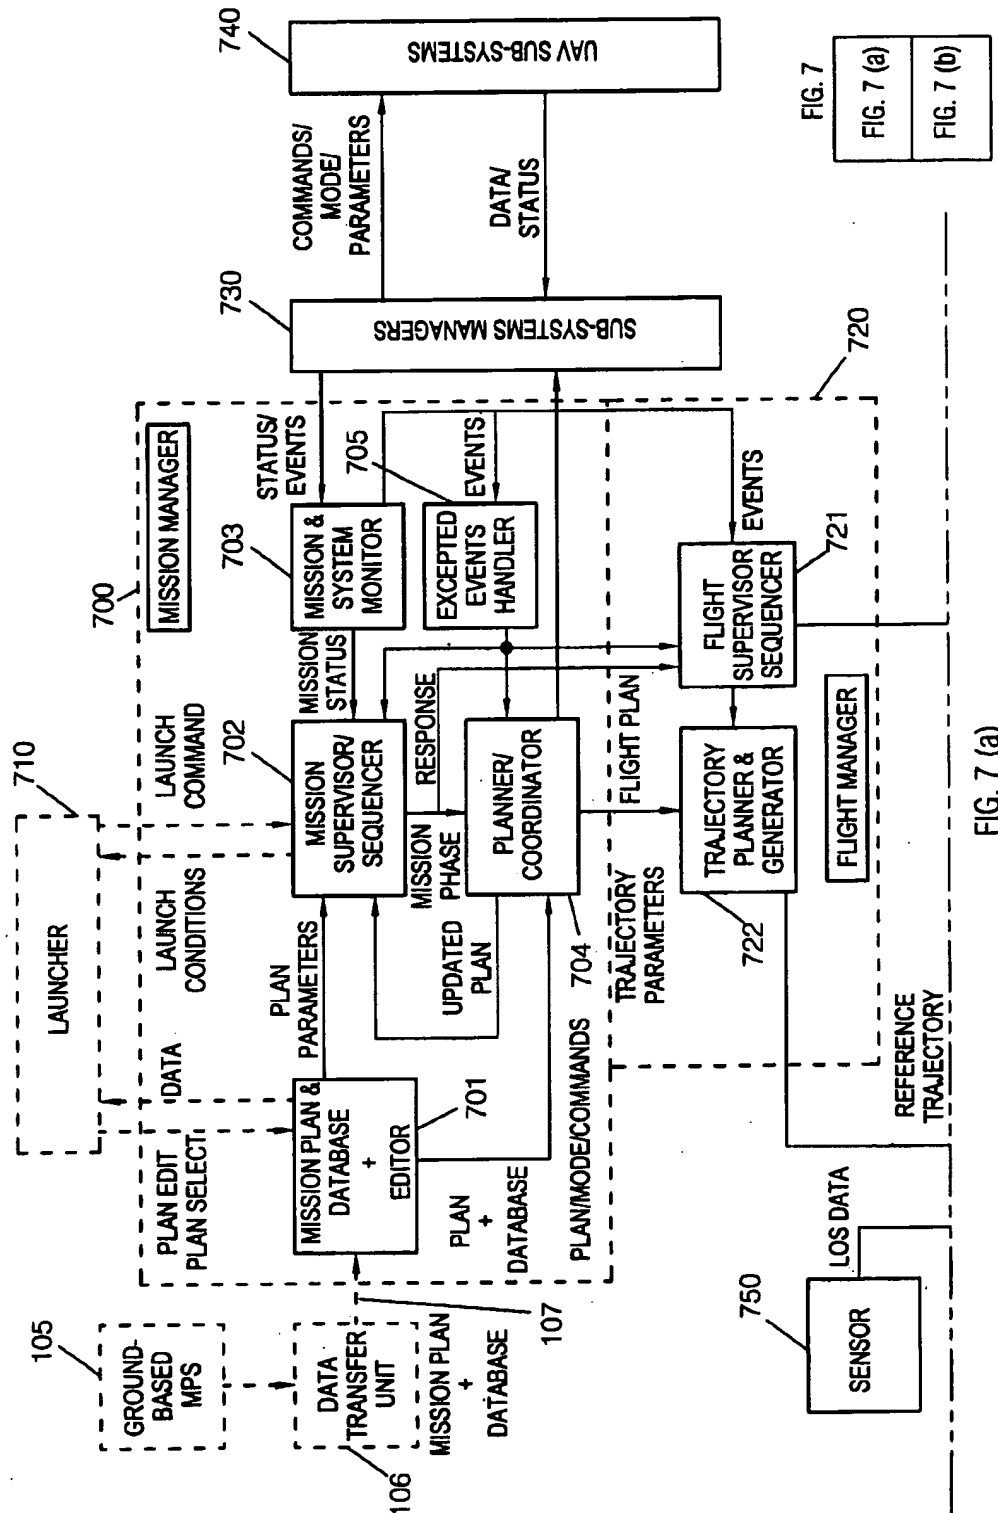 105
GROUND-
BASED
MPS
106
DATA
TRANSFER
UNIT
107
MISSION PLAN
+
DATABASE
LAUNCHER
710
PLAN EDIT
PLAN SELECT
DATA
LAUNCH
CONDITIONS
LAUNCH
COMMAND
700
MISSION MANAGER
MISSION PLAN &
DATABASE
+
EDITOR
701
PLAN
PARAMETERS
702
MISSION
SUPERVISOR/
SEQUENCER
MISSION
STATUS
703
MISSION &
SYSTEM
MONITOR
STATUS/
EVENTS
705
EXCEPTED
EVENTS
HANDLER
EVENTS
UPDATED
PLAN
MISSION
PHASE
RESPONSE
PLANNER/
COORDINATOR
704
PLAN
+
DATABASE
PLAN/MODE/COMMANDS
730
SUB-SYSTEMS MANAGERS
COMMANDS/
MODE/
PARAMETERS
DATA/
STATUS
740
UAV SUB-SYSTEMS
TRAJECTORY
PARAMETERS
FLIGHT PLAN
720
EVENTS
721
FLIGHT
SUPERVISOR
SEQUENCER
722
TRAJECTORY
PLANNER &
GENERATOR
FLIGHT MANAGER
REFERENCE
TRAJECTORY
750
SENSOR
LOS DATA
FIG. 7
FIG. 7 (a)
FIG. 7 (b)
FIG. 7 (a)